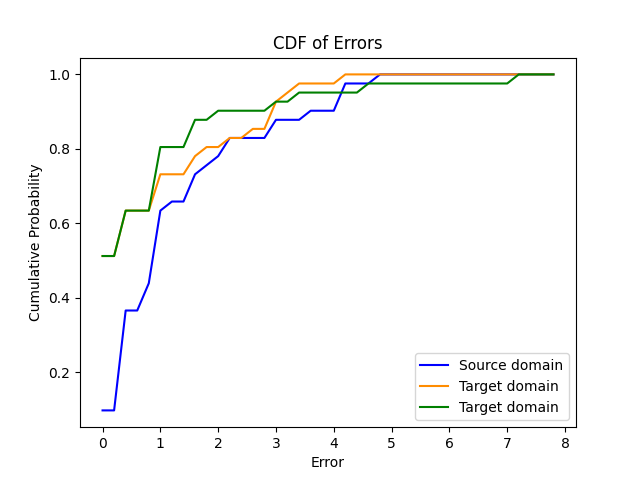 CDF of Errors
1.0
0.8
0.6
0.4
0.2
Cumulative Probability
Source domain
Target domain
Target domain
0 1 2 3 4 5 6 7 8
Error